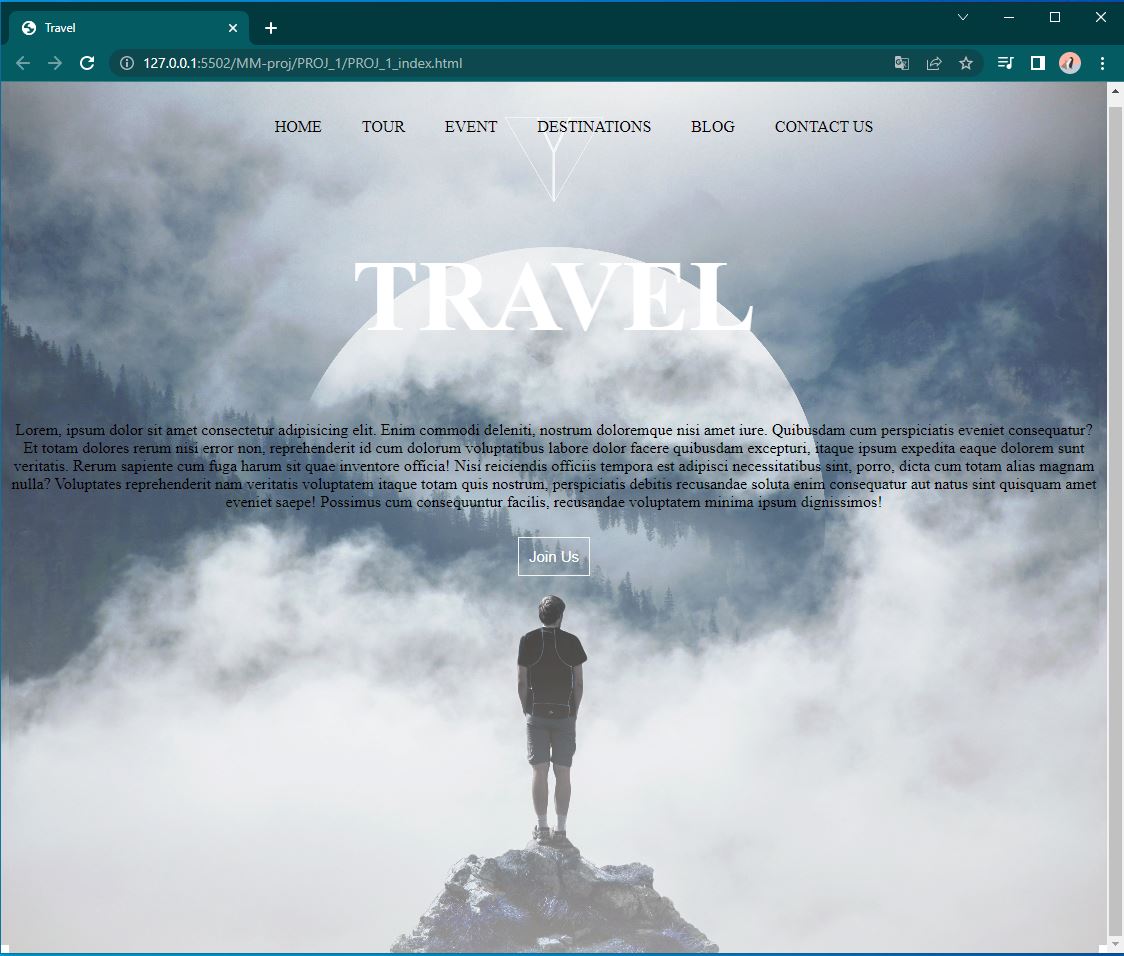 Travel
127.0.0.1:5502/MM-proj/PROJ_1/PROJ_1_index.html
HOME TOUR EVENT DESTINATIONS BLOG CONTACT US
TRAVEL
Lorem, ipsum dolor sit amet consectetur adipisicing elit. Enim commodi deleniti, nostrum doloremque nisi amet iure. Quibusdam cum perspiciatis eveniet consequatur?
Et totam dolores rerum nisi error non, reprehenderit id cum dolorum voluptatibus labore dolor facere quibusdam excepturi, itaque ipsum expedita eaque dolorem sunt
veritatis. Rerum sapiente cum fuga harum sit quae inventore officia! Nisi reiciendis officiis tempora est adipisci necessitatibus sint, porro, dicta cum totam alias magnam
nulla? Voluptates reprehenderit nam veritatis voluptatem itaque totam quis nostrum, perspiciatis debitis recusandae soluta enim consequatur aut natus sint quisquam amet
eveniet saepe! Possimus cum consequuntur facilis, recusandae voluptatem minima ipsum dignissimos!
Join Us